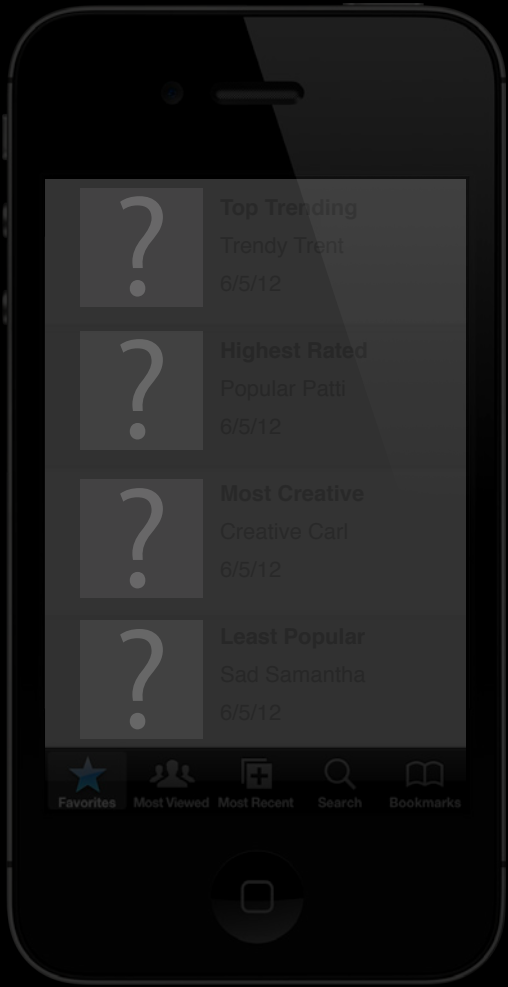 ?
Top Trending
Trendy Trent
6/5/12
?
Highest Rated
Popular Patti
6/5/12
?
Most Creative
Creative Carl
6/5/12
?
Least Popular
Sad Samantha
6/5/12
Favorites Most Viewed Most Recent Search Bookmarks